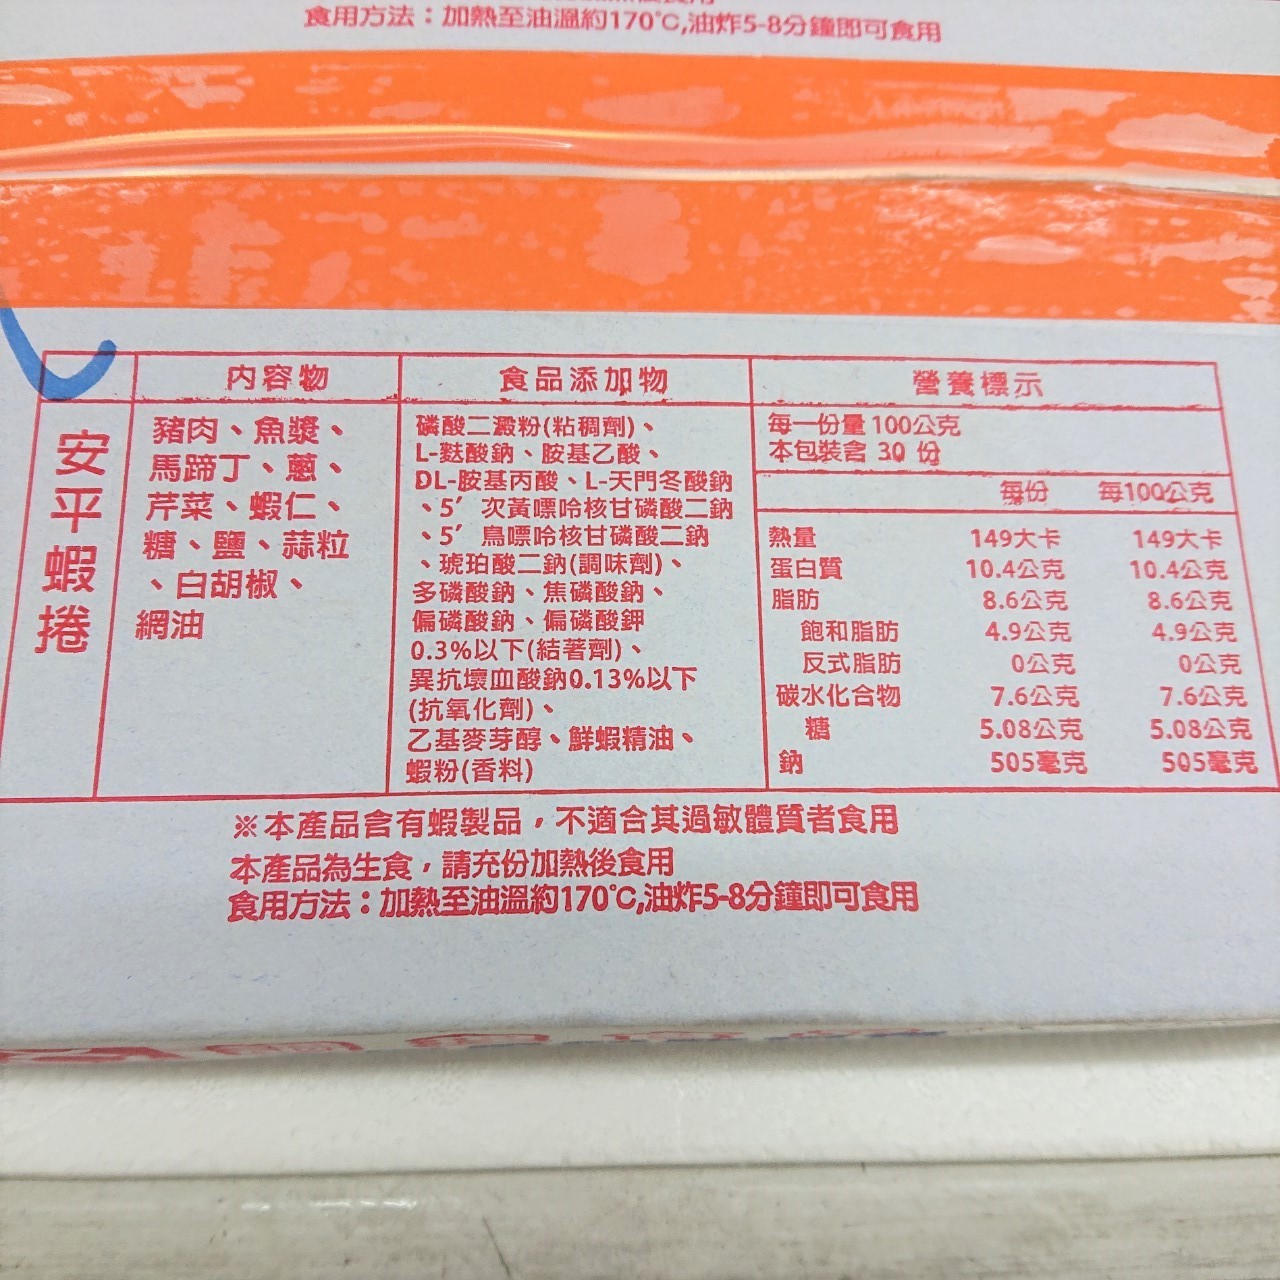 食用方法：加熱至油溫約170℃,油炸5-8分鐘即可食用
安平蝦捲
內容物
豬肉、魚漿、
馬蹄丁、蔥、
芹菜、蝦仁、
糖、鹽、蒜粒
、白胡椒、
網油
食品添加物
磷酸二澱粉(粘稠劑)、
L-麩酸鈉、胺基乙酸、
DL-胺基丙酸、L-天門冬酸鈉
、5′ 次黃嘌呤核甘磷酸二鈉
、5′ 鳥嘌呤核甘磷酸二鈉
、琥珀酸二鈉(調味劑)、
多磷酸鈉、焦磷酸鈉、
偏磷酸鈉、偏磷酸鉀
0.3%以下(結著劑)、
異抗壞血酸鈉0.13%以下
(抗氧化劑)、
乙基麥芽醇、鮮蝦精油、
蝦粉(香料)
營養標示
每一份量 100公克
本包裝含 30 份
每份 每100公克
熱量 149大卡 149大卡
蛋白質 10.4公克 10.4公克
脂肪 8.6公克 8.6公克
飽和脂肪 4.9公克 4.9公克
反式脂肪 0公克 0公克
碳水化合物 7.6公克 7.6公克
糖 5.08公克 5.08公克
鈉 505毫克 505毫克
※本產品含有蝦製品，不適合其過敏體質者食用
本產品為生食，請充份加熱後食用
食用方法：加熱至油溫約170℃,油炸5-8分鐘即可食用